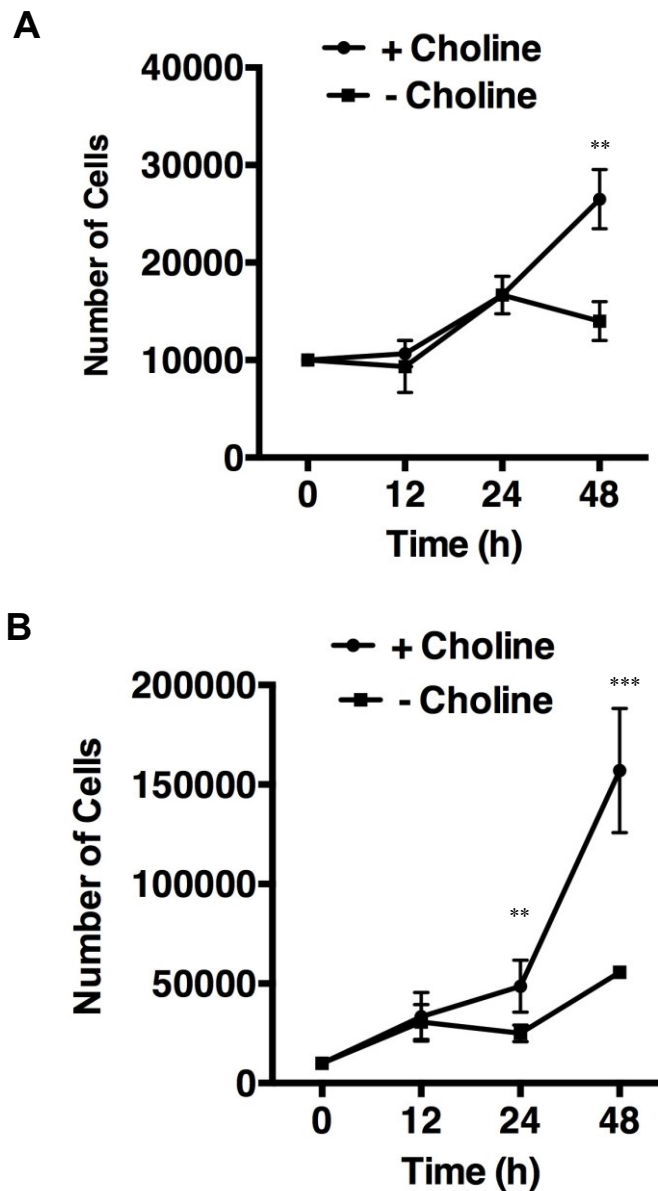 A
+ Choline
- Choline
40000
30000
20000
10000
0
Number of Cells
**
0 12 24 48
Time (h)
B
+ Choline
- Choline
200000
150000
100000
50000
0
Number of Cells
**
***
0 12 24 48
Time (h)